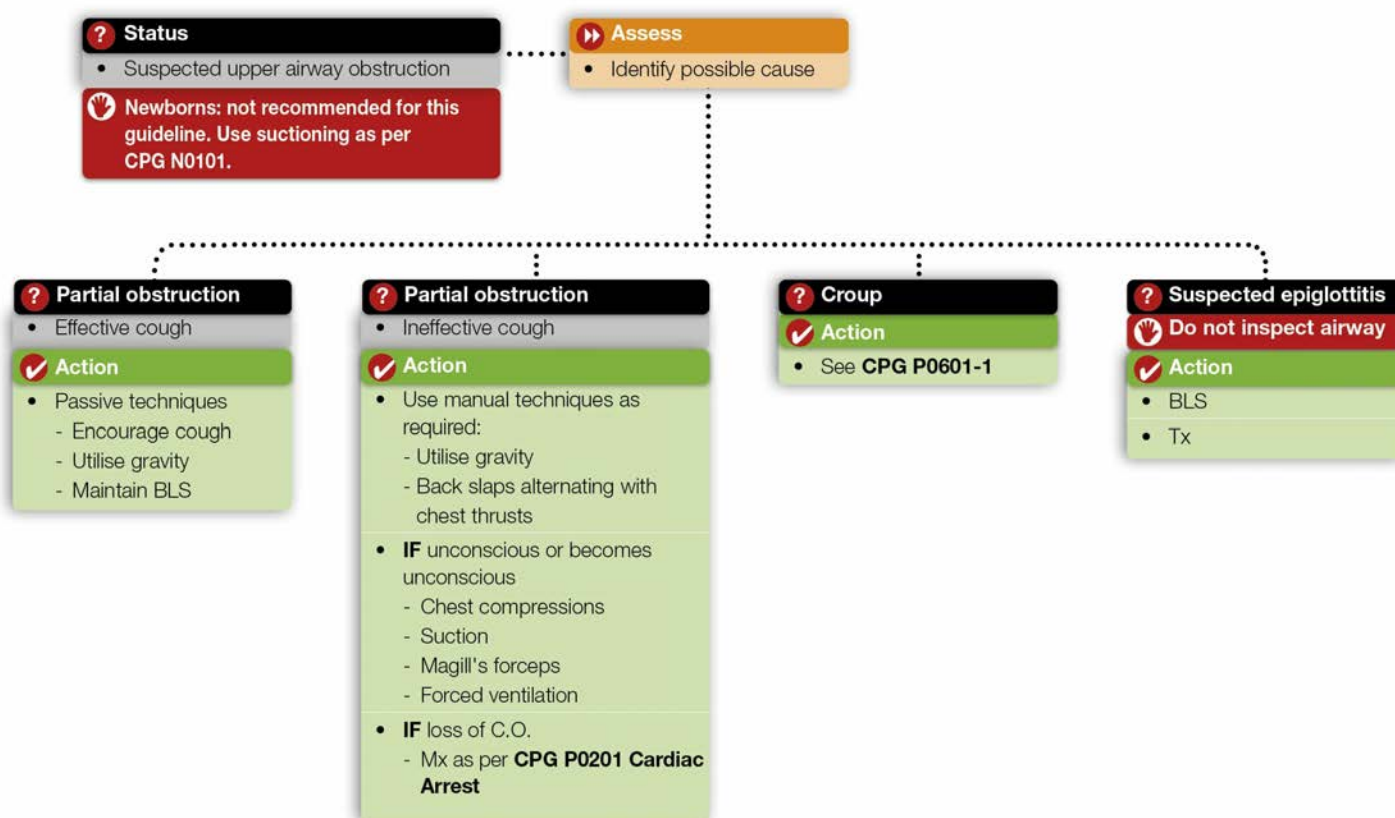 Status
• Suspected upper airway obstruction
Newborns: not recommended for this
guideline. Use suctioning as per
CPG N0101.
Assess
• Identify possible cause
Partial obstruction
• Effective cough
Action
• Passive techniques
- Encourage cough
- Utilise gravity
- Maintain BLS
Partial obstruction
• Ineffective cough
Action
• Use manual techniques as
required:
- Utilise gravity
- Back slaps alternating with
chest thrusts
• IF unconscious or becomes
unconscious
- Chest compressions
- Suction
- Magill's forceps
- Forced ventilation
• IF loss of C.O.
- Mx as per CPG P0201 Cardiac
Arrest
Croup
Action
• See CPG P0601-1
Suspected epiglottitis
Do not inspect airway
Action
• BLS
• Tx